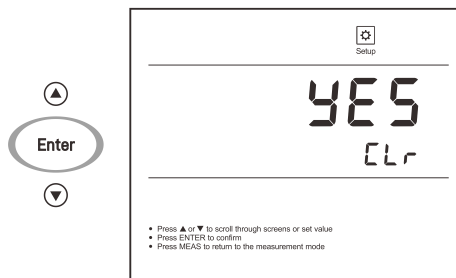 Setup
YES
Enter
CLr
• Press ▲ or ▼ to scroll through screens or set value
• Press ENTER to confirm
• Press MEAS to return to the measurement mode